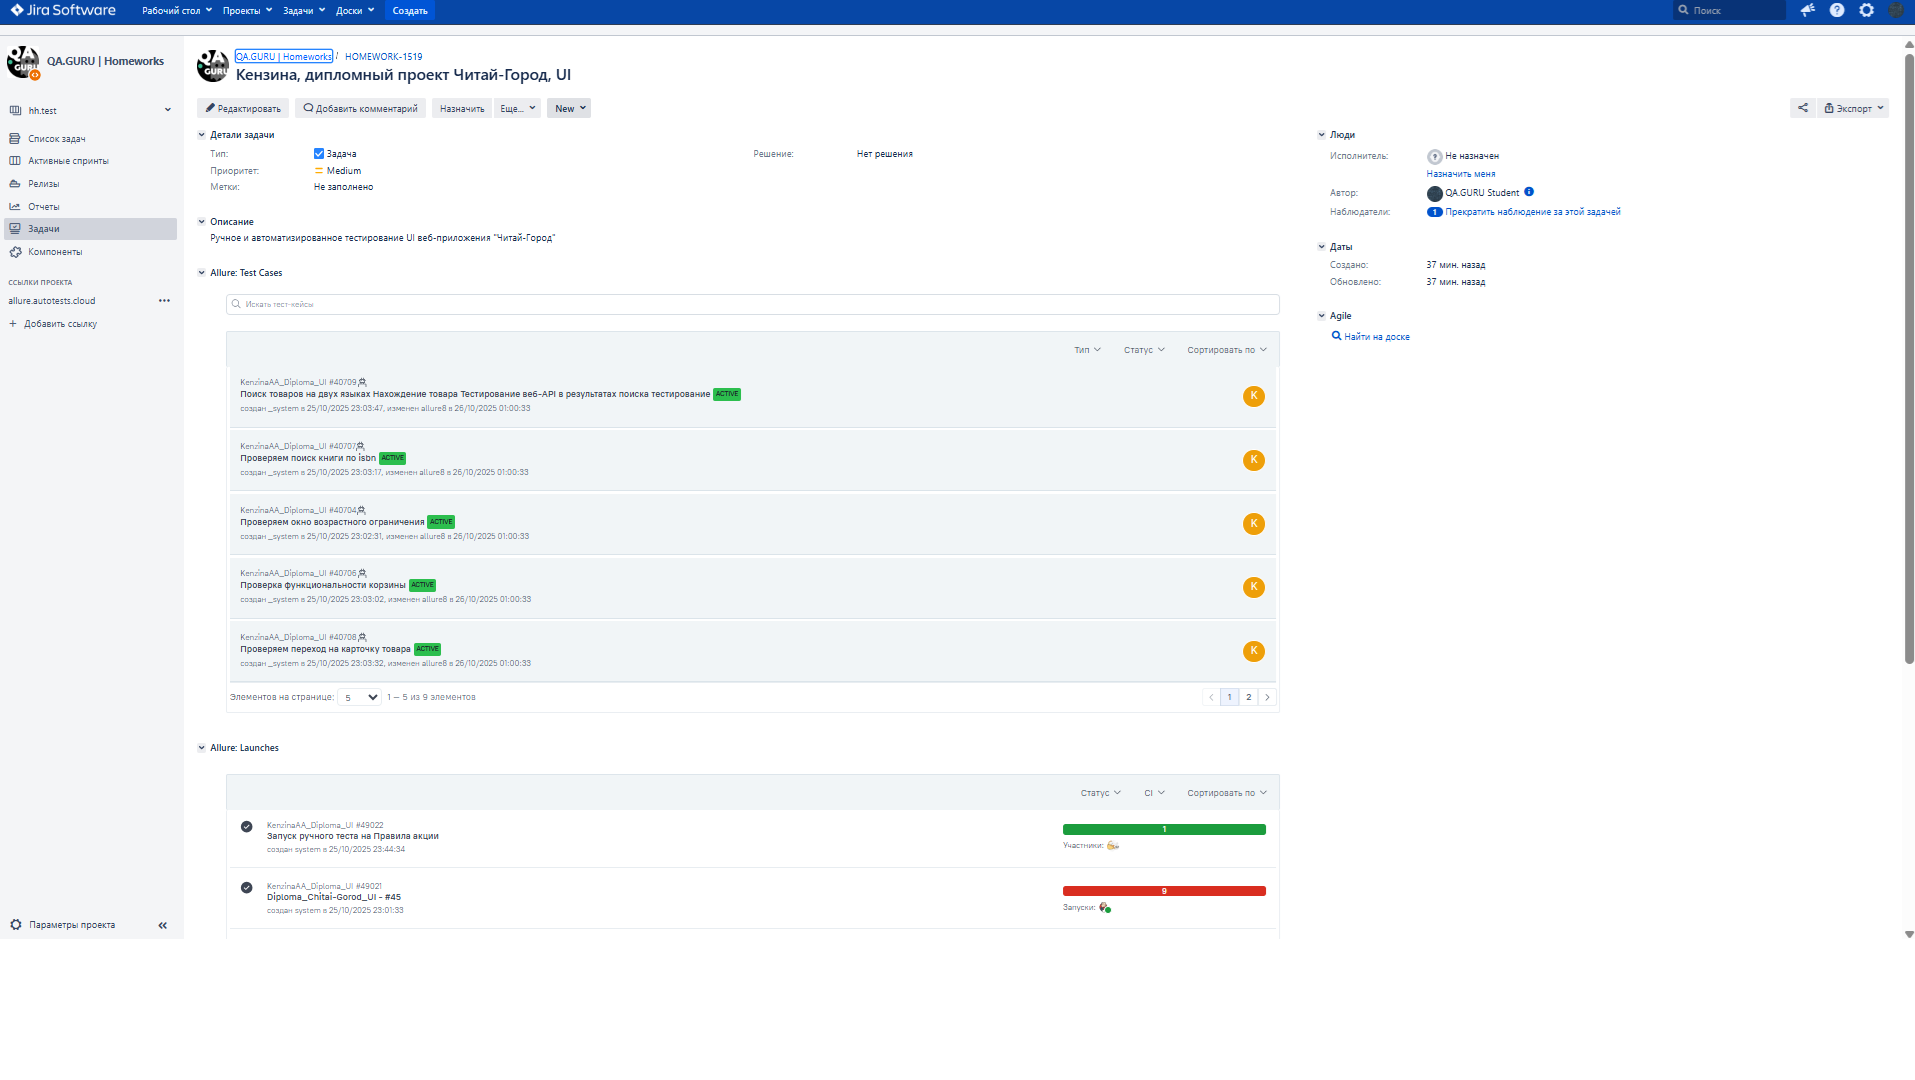 Jira Software
Рабочий стол Проекты Задачи Доски Создать Поиск
QA.GURU | Homeworks
hh.test
Список задач
Активные спринты
Релизы
Отчеты
Задачи
Компоненты
ССЫЛКИ ПРОЕКТА
allure.autotests.cloud
Добавить ссылку
Параметры проекта
QA.GURU | Homeworks / HOMEWORK-1519
Кензина, дипломный проект Читай-Город, UI
Редактировать Добавить комментарий Назначить Еще... New Экспорт
Детали задачи
Тип: Задача Решение: Нет решения
Приоритет: Medium
Метки: Не заполнено
Описание
Ручное и автоматизированное тестирование UI веб-приложения "Читай-Город"
Allure: Test Cases
Искать тест-кейсы
Тип Статус Сортировать по
KenzinaAA_Diploma_UI #40709
Поиск товаров на двух языках Нахождение товара Тестирование веб-API в результатах поиска тестирование ACTIVE
создан _system в 25/10/2025 23:03:47, изменен allure8 в 26/10/2025 01:00:33
K
KenzinaAA_Diploma_UI #40707
Проверяем поиск книги по isbn ACTIVE
создан _system в 25/10/2025 23:03:17, изменен allure8 в 26/10/2025 01:00:33
K
KenzinaAA_Diploma_UI #40704
Проверяем окно возрастного ограничения ACTIVE
создан _system в 25/10/2025 23:02:31, изменен allure8 в 26/10/2025 01:00:33
K
KenzinaAA_Diploma_UI #40706
Проверка функциональности корзины ACTIVE
создан _system в 25/10/2025 23:03:02, изменен allure8 в 26/10/2025 01:00:33
K
KenzinaAA_Diploma_UI #40708
Проверяем переход на карточку товара ACTIVE
создан _system в 25/10/2025 23:03:32, изменен allure8 в 26/10/2025 01:00:33
K
Элементов на странице: 5 1 – 5 из 9 элементов 1 2
Allure: Launches
Статус CI Сортировать по
KenzinaAA_Diploma_UI #49022
Запуск ручного теста на Правила акции
создан system в 25/10/2025 23:44:34
1
Участники:
KenzinaAA_Diploma_UI #49021
Diploma_Chitai-Gorod_UI - #45
создан system в 25/10/2025 23:01:33
9
Запуски:
Люди
Исполнитель: Не назначен
Назначить меня
Автор: QA.GURU Student
Наблюдатели: 1 Прекратить наблюдение за этой задачей
Даты
Создано: 37 мин. назад
Обновлено: 37 мин. назад
Agile
Найти на доске